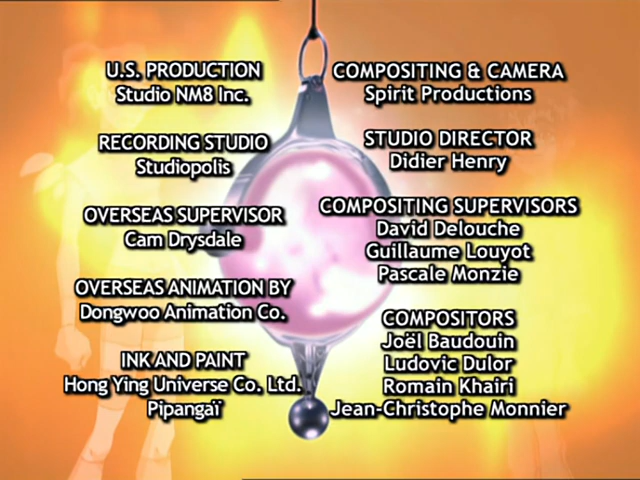 U.S. PRODUCTION
Studio NM8 Inc.
RECORDING STUDIO
Studiopolis
OVERSEAS SUPERVISOR
Cam Drysdale
OVERSEAS ANIMATION BY
Dongwoo Animation Co.
INK AND PAINT
Hong Ying Universe Co. Ltd.
Pipangaï
COMPOSITING & CAMERA
Spirit Productions
STUDIO DIRECTOR
Didier Henry
COMPOSITING SUPERVISORS
David Delouche
Guillaume Louyot
Pascale Monzie
COMPOSITORS
Joël Baudouin
Ludovic Dulor
Romain Khairi
Jean-Christophe Monnier